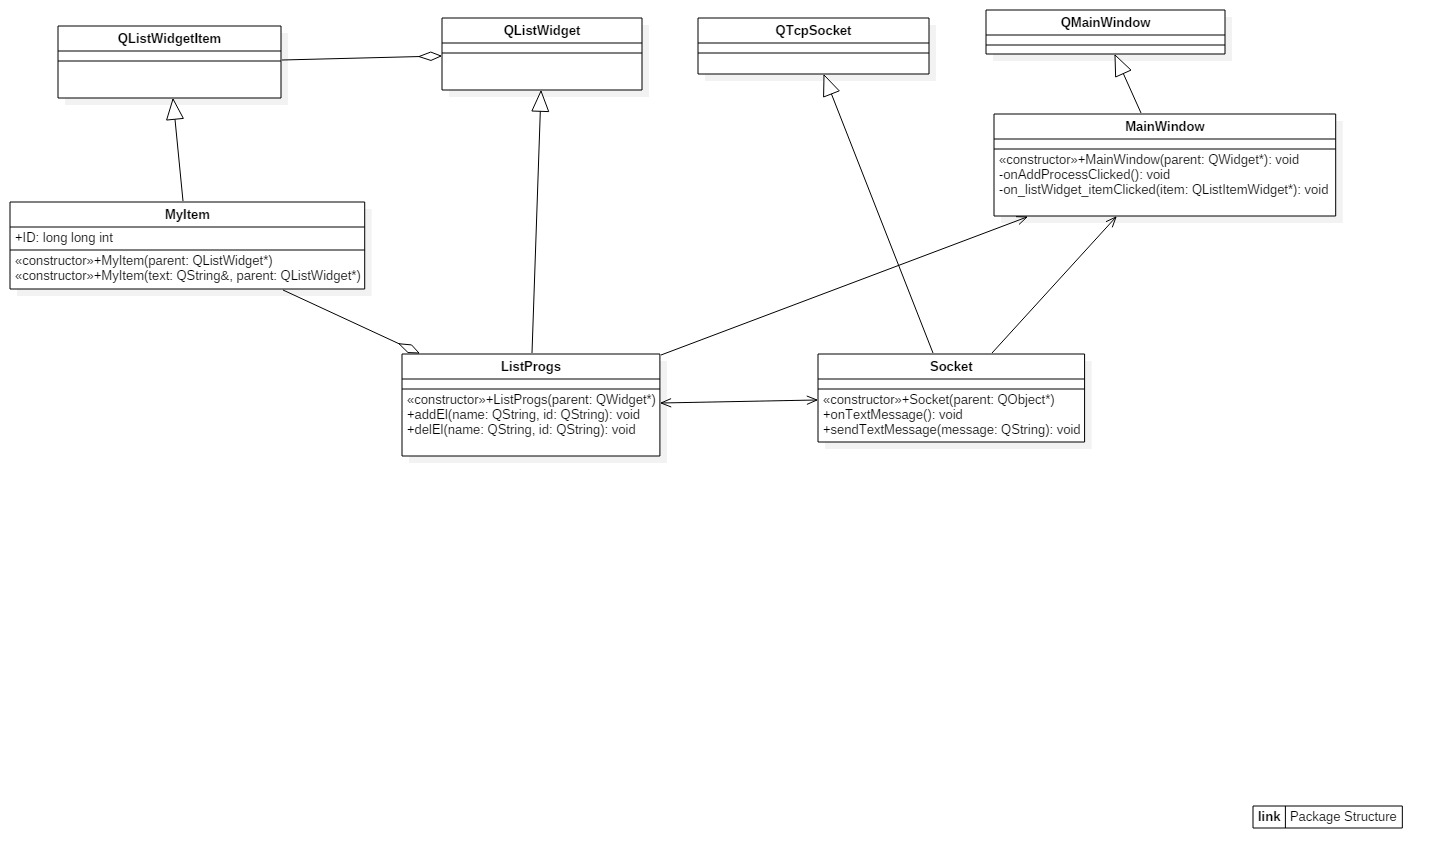 QListWidgetItem
QListWidget
QTcpSocket
QMainWindow
MainWindow
«constructor»+MainWindow(parent: QWidget*): void
-onAddProcessClicked(): void
-on_listWidget_itemClicked(item: QListItemWidget*): void
MyItem
+ID: long long int
«constructor»+MyItem(parent: QListWidget*)
«constructor»+MyItem(text: QString&, parent: QListWidget*)
ListProgs
«constructor»+ListProgs(parent: QWidget*)
+addEl(name: QString, id: QString): void
+delEl(name: QString, id: QString): void
Socket
«constructor»+Socket(parent: QObject*)
+onTextMessage(): void
+sendTextMessage(message: QString): void
link Package Structure